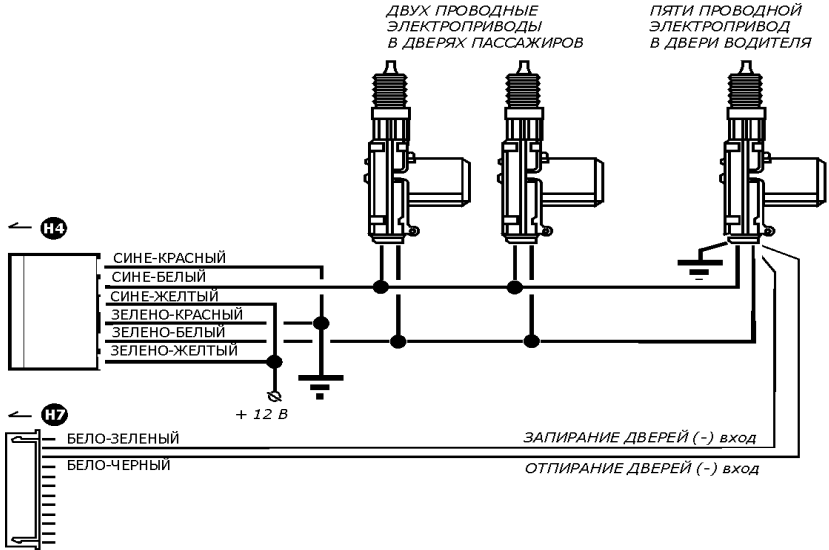 ДВУХ ПРОВОДНЫЕ
ЭЛЕКТРОПРИВОДЫ
В ДВЕРЯХ ПАССАЖИРОВ
ПЯТИ ПРОВОДНОЙ
ЭЛЕКТРОПРИВОД
В ДВЕРИ ВОДИТЕЛЯ
H4
СИНЕ-КРАСНЫЙ
СИНЕ-БЕЛЫЙ
СИНЕ-ЖЕЛТЫЙ
ЗЕЛЕНО-КРАСНЫЙ
ЗЕЛЕНО-БЕЛЫЙ
ЗЕЛЕНО-ЖЕЛТЫЙ
+ 12 В
H7
БЕЛО-ЗЕЛЕНЫЙ
ЗАПИРАНИЕ ДВЕРЕЙ (-) вход
БЕЛО-ЧЕРНЫЙ
ОТПИРАНИЕ ДВЕРЕЙ (-) вход